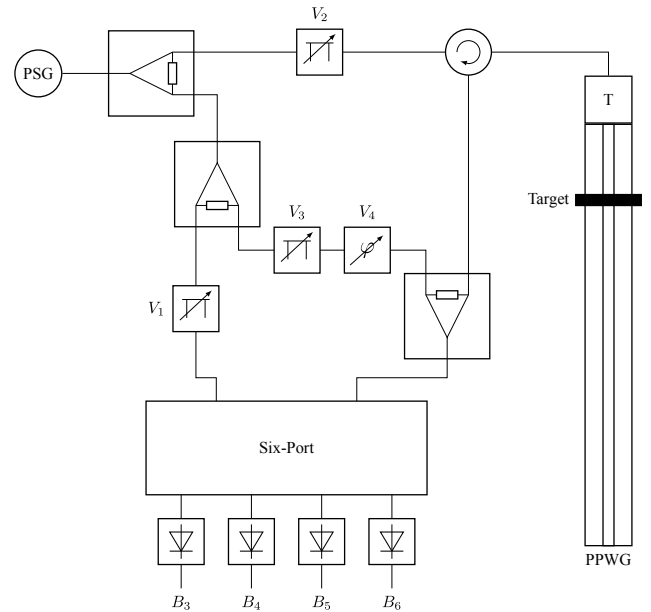 V₂
PSG
T
Target
V₃
V₄
φ
V₁
Six-Port
PPWG
B₃
B₄
B₅
B₆